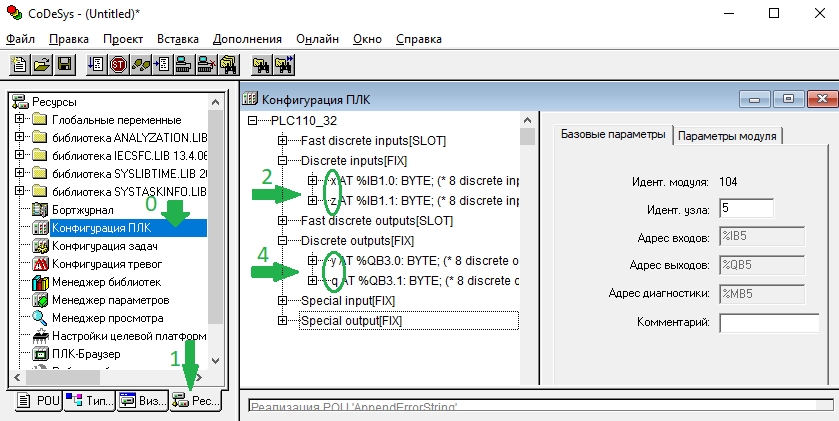 CoDeSys - (Untitled)*
Файл Правка Проект Вставка Дополнения Онлайн Окно Справка
Ресурсы
Глобальные переменные
библиотека ANALYZATION.LIB
библиотека IECSFC.LIB 13.4.06
библиотека SYSLIBTIME.LIB
библиотека SYSTASKINFO.LIB
Бортжурнал
0
Конфигурация ПЛК
Конфигурация задач
Конфигурация тревог
Менеджер библиотек
Менеджер параметров
Менеджер просмотра
Настройки целевой платформ
ПЛК-Браузер
1
POU Тип... Виз... Рес...
Конфигурация ПЛК
PLC110_32
Fast discrete inputs[SLOT]
Discrete inputs[FIX]
2
x AT %IB1.0: BYTE; (* 8 discrete inp
z AT %IB1.1: BYTE; (* 8 discrete inp
Fast discrete outputs[SLOT]
Discrete outputs[FIX]
4
y AT %QB3.0: BYTE; (* 8 discrete o
q AT %QB3.1: BYTE; (* 8 discrete o
Special input[FIX]
Special output[FIX]
Базовые параметры Параметры модуля
Идент. модуля: 104
Идент. узла: 5
Адрес входов: %IB5
Адрес выходов: %QB5
Адрес диагностики: %MB5
Комментарий:
Реализация POU 'AppendErrorString'